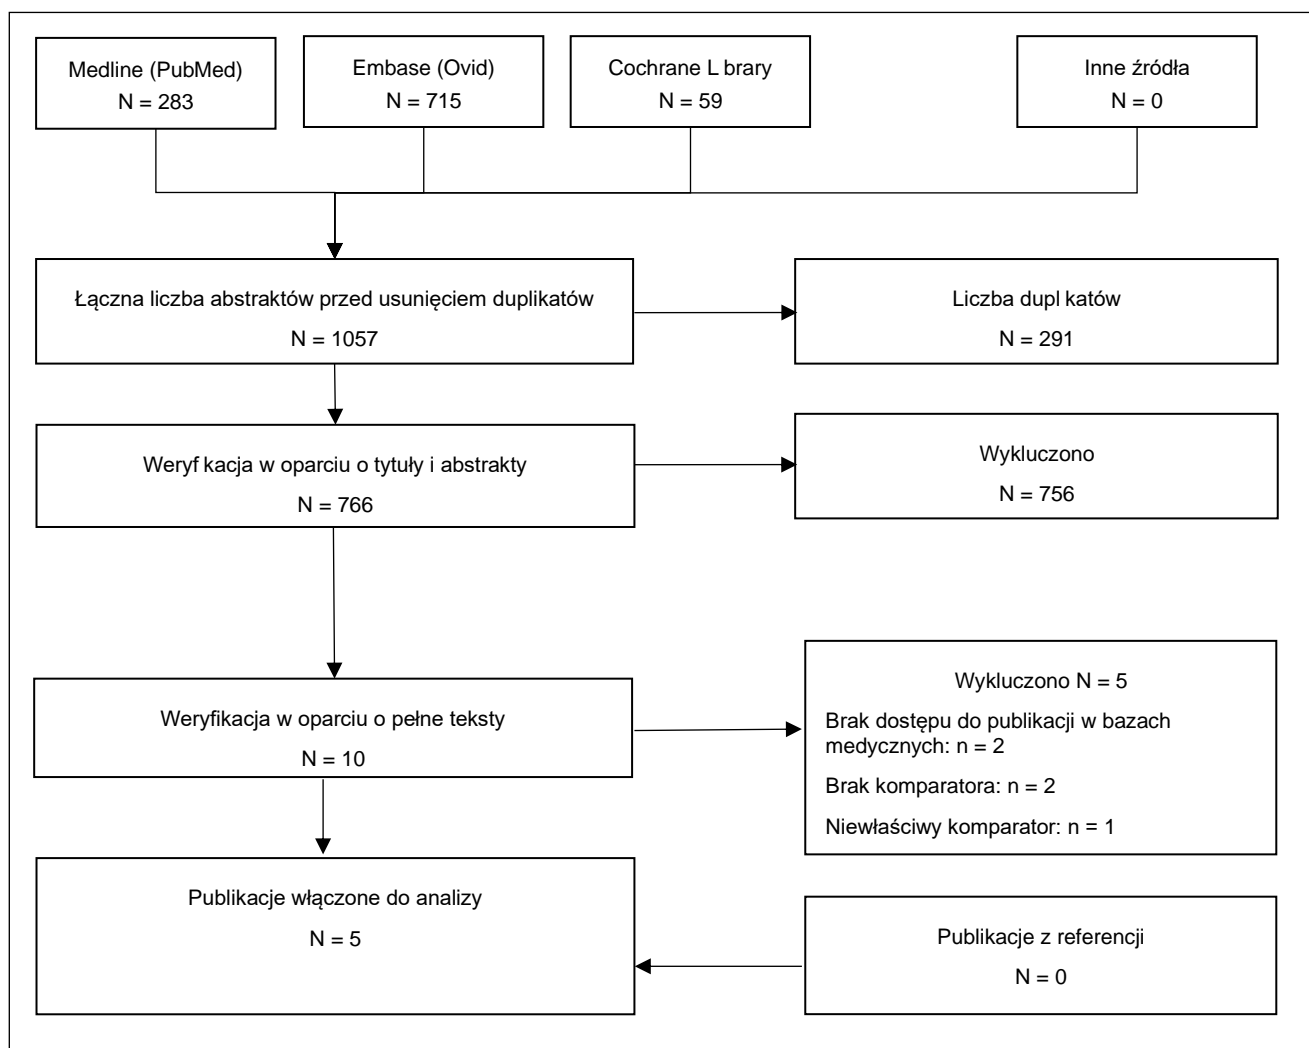 Medline (PubMed)
N = 283
Embase (Ovid)
N = 715
Cochrane L brary
N = 59
Inne źródła
N = 0
Łączna liczba abstraktów przed usunięciem duplikatów
N = 1057
Liczba dupl katów
N = 291
Weryf kacja w oparciu o tytuły i abstrakty
N = 766
Wykluczono
N = 756
Weryfikacja w oparciu o pełne teksty
N = 10
Wykluczono N = 5
Brak dostępu do publikacji w bazach
medycznych: n = 2
Brak komparatora: n = 2
Niewłaściwy komparator: n = 1
Publikacje włączone do analizy
N = 5
Publikacje z referencji
N = 0